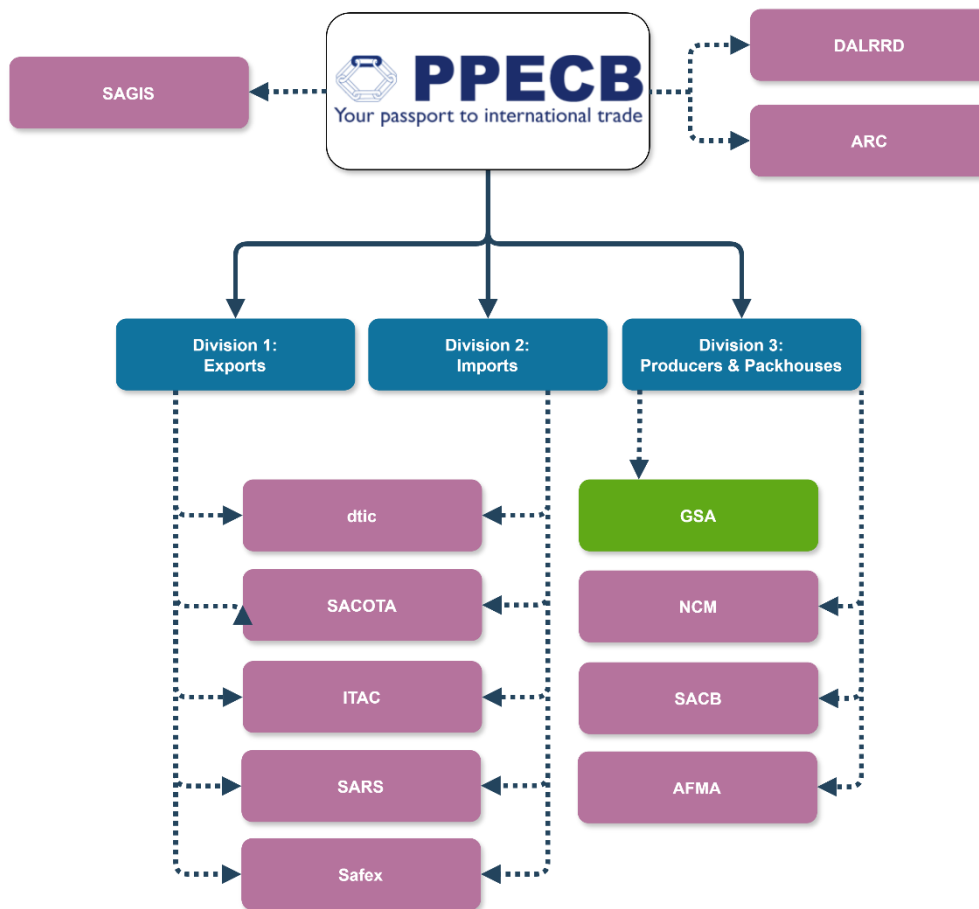 SAGIS
PPECB
Your passport to international trade
DALRRD
ARC
Division 1:
Exports
Division 2:
Imports
Division 3:
Producers & Packhouses
dtic
GSA
SACOTA
NCM
ITAC
SACB
SARS
AFMA
Safex